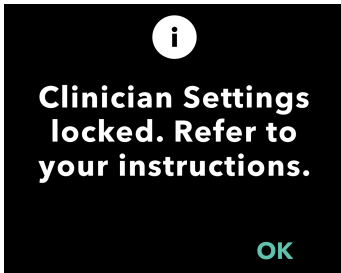 i
Clinician Settings
locked. Refer to
your instructions.
OK